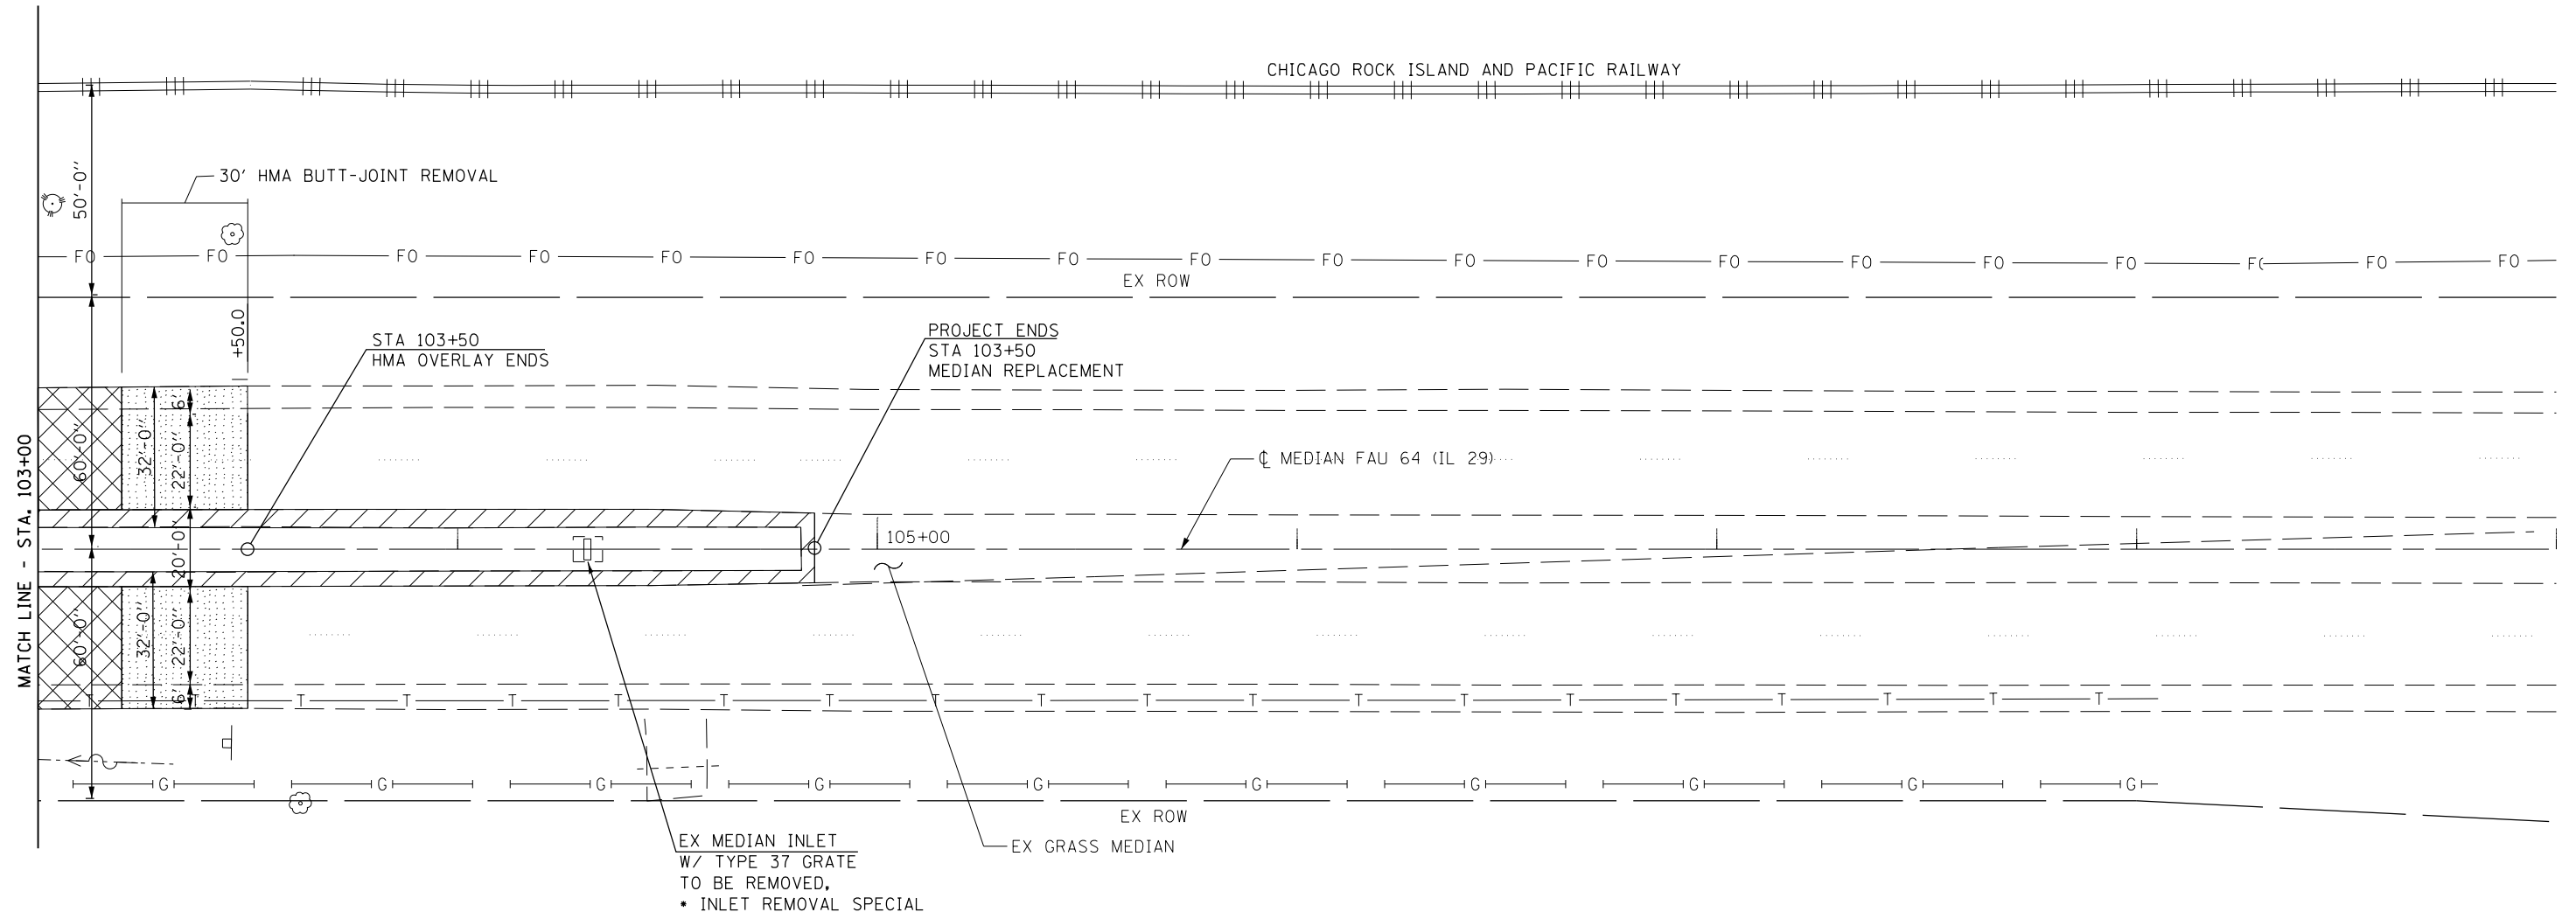 CHICAGO ROCK ISLAND AND PACIFIC RAILWAY
50'-0"
30' HMA BUTT-JOINT REMOVAL
FO FO FO FO FO FO FO FO FO FO FO FO FO FO FO FO F( FO FO
EX ROW
+50.0
STA 103+50
HMA OVERLAY ENDS
PROJECT ENDS
STA 103+50
MEDIAN REPLACEMENT
MATCH LINE - STA. 103+00
60'-0"
32'-0"
6'
22'-0"
℄ MEDIAN FAU 64 (IL 29)
20'-0"
105+00
60'-0"
32'-0"
22'-0"
6'
T T T T T T T T T T T T T T T T T T T T
G G G G G G G G G G
EX ROW
EX MEDIAN INLET
W/ TYPE 37 GRATE
TO BE REMOVED,
* INLET REMOVAL SPECIAL
EX GRASS MEDIAN